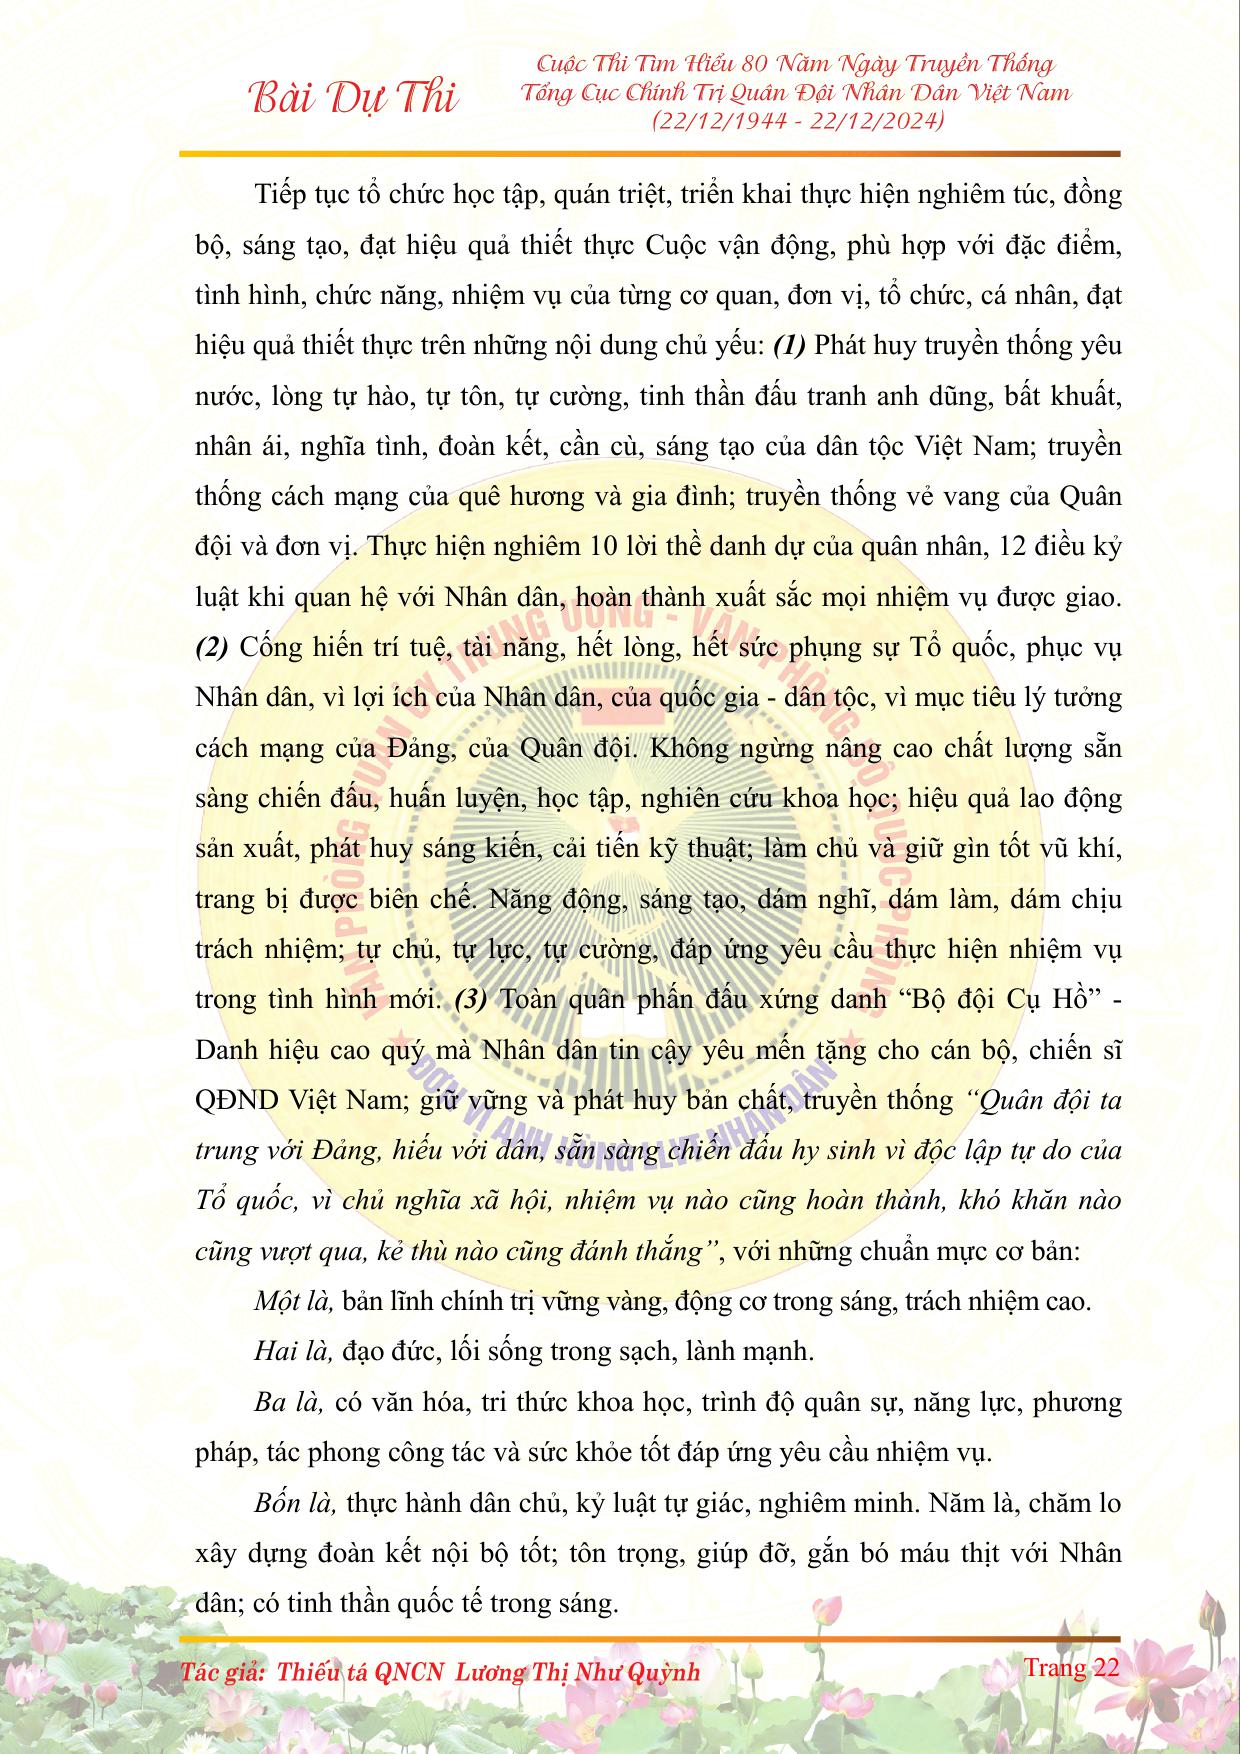 Bài Dự Thi
Cuộc Thi Tìm Hiểu 80 Năm Ngày Truyền Thống
Tổng Cục Chính Trị Quân Đội Nhân Dân Việt Nam
(22/12/1944 - 22/12/2024)
Tiếp tục tổ chức học tập, quán triệt, triển khai thực hiện nghiêm túc, đồng
bộ, sáng tạo, đạt hiệu quả thiết thực Cuộc vận động, phù hợp với đặc điểm,
tình hình, chức năng, nhiệm vụ của từng cơ quan, đơn vị, tổ chức, cá nhân, đạt
hiệu quả thiết thực trên những nội dung chủ yếu: (1) Phát huy truyền thống yêu
nước, lòng tự hào, tự tôn, tự cường, tinh thần đấu tranh anh dũng, bất khuất,
nhân ái, nghĩa tình, đoàn kết, cần cù, sáng tạo của dân tộc Việt Nam; truyền
thống cách mạng của quê hương và gia đình; truyền thống vẻ vang của Quân
đội và đơn vị. Thực hiện nghiêm 10 lời thề danh dự của quân nhân, 12 điều kỷ
luật khi quan hệ với Nhân dân, hoàn thành xuất sắc mọi nhiệm vụ được giao.
(2) Cống hiến trí tuệ, tài năng, hết lòng, hết sức phụng sự Tổ quốc, phục vụ
Nhân dân, vì lợi ích của Nhân dân, của quốc gia - dân tộc, vì mục tiêu lý tưởng
cách mạng của Đảng, của Quân đội. Không ngừng nâng cao chất lượng sẵn
sàng chiến đấu, huấn luyện, học tập, nghiên cứu khoa học; hiệu quả lao động
sản xuất, phát huy sáng kiến, cải tiến kỹ thuật; làm chủ và giữ gìn tốt vũ khí,
trang bị được biên chế. Năng động, sáng tạo, dám nghĩ, dám làm, dám chịu
trách nhiệm; tự chủ, tự lực, tự cường, đáp ứng yêu cầu thực hiện nhiệm vụ
trong tình hình mới. (3) Toàn quân phấn đấu xứng danh “Bộ đội Cụ Hồ” -
Danh hiệu cao quý mà Nhân dân tin cậy yêu mến tặng cho cán bộ, chiến sĩ
QĐND Việt Nam; giữ vững và phát huy bản chất, truyền thống “Quân đội ta
trung với Đảng, hiếu với dân, sẵn sàng chiến đấu hy sinh vì độc lập tự do của
Tổ quốc, vì chủ nghĩa xã hội, nhiệm vụ nào cũng hoàn thành, khó khăn nào
cũng vượt qua, kẻ thù nào cũng đánh thắng”, với những chuẩn mực cơ bản:
Một là, bản lĩnh chính trị vững vàng, động cơ trong sáng, trách nhiệm cao.
Hai là, đạo đức, lối sống trong sạch, lành mạnh.
Ba là, có văn hóa, tri thức khoa học, trình độ quân sự, năng lực, phương
pháp, tác phong công tác và sức khỏe tốt đáp ứng yêu cầu nhiệm vụ.
Bốn là, thực hành dân chủ, kỷ luật tự giác, nghiêm minh. Năm là, chăm lo
xây dựng đoàn kết nội bộ tốt; tôn trọng, giúp đỡ, gắn bó máu thịt với Nhân
dân; có tinh thần quốc tế trong sáng.
VĂN PHÒNG QUÂN ỦY TRUNG ƯƠNG - VĂN PHÒNG BỘ QUỐC PHÒNG
ĐƠN VỊ ANH HÙNG LLVT NHÂN DÂN
Tác giả: Thiếu tá QNCN Lương Thị Như Quỳnh
Trang 22